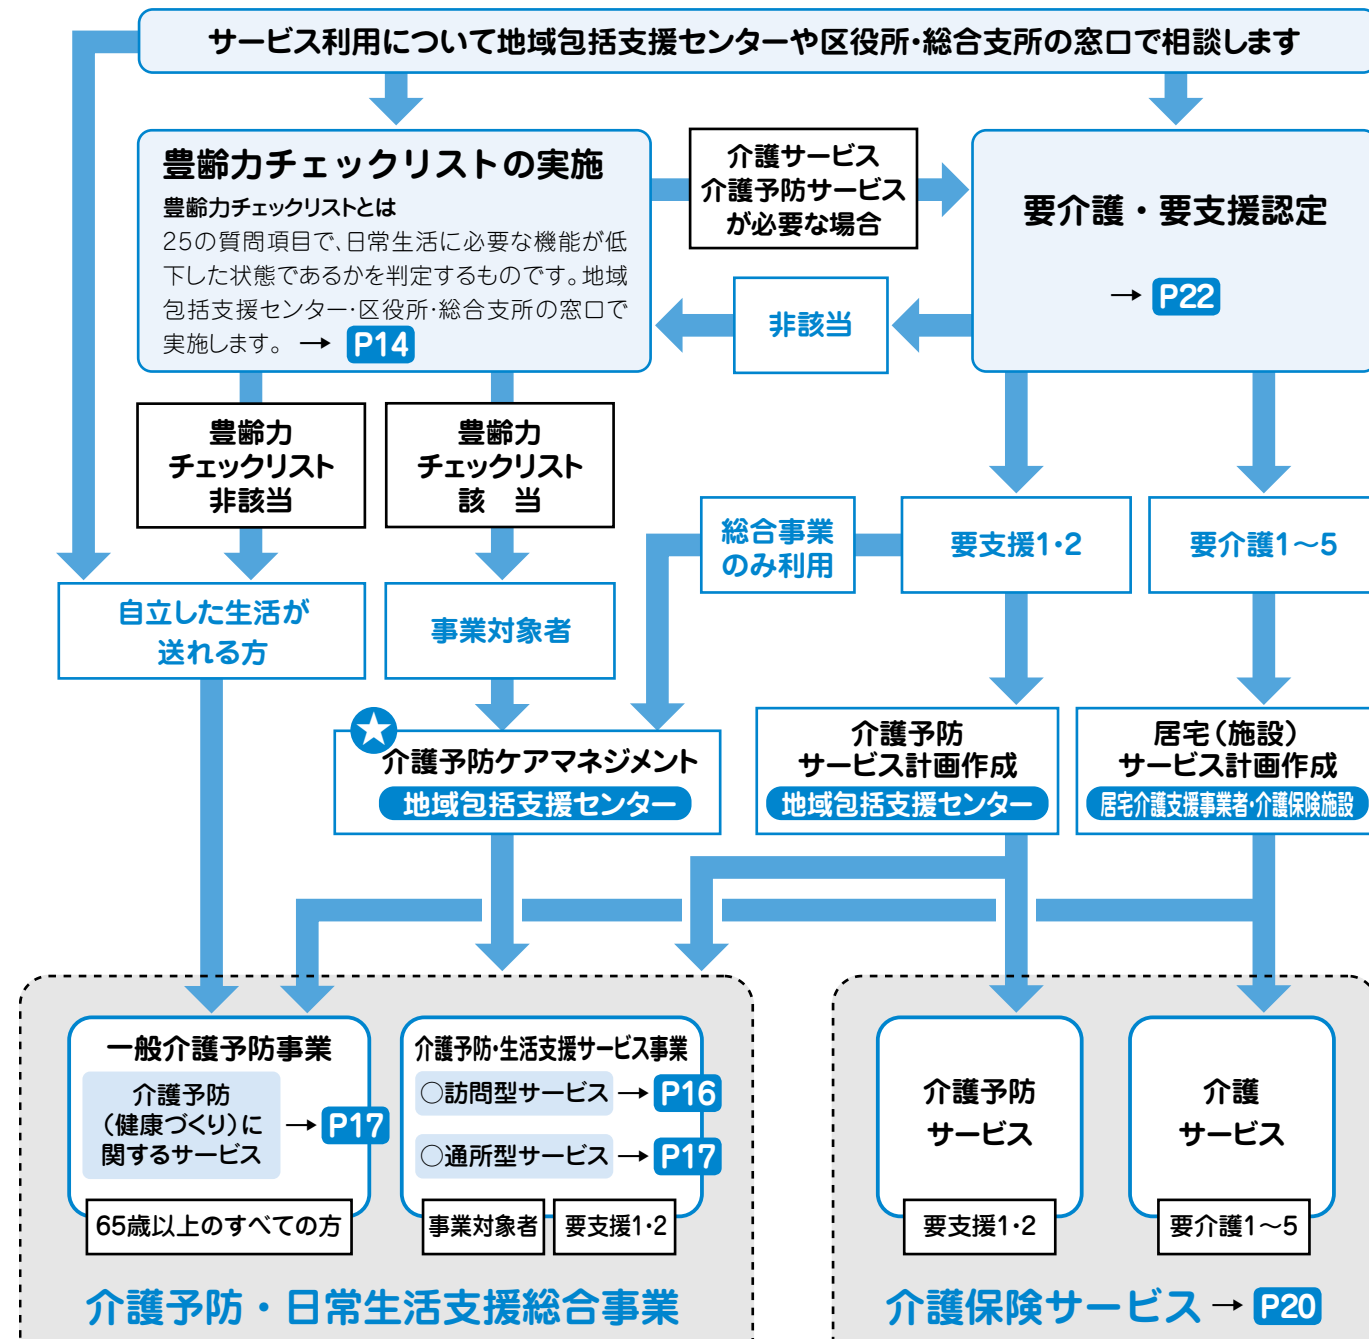 サービス利用について地域包括支援センターや区役所・総合支所の窓口で相談します
豊齢力チェックリストの実施
豊齢力チェックリストとは
25の質問項目で、日常生活に必要な機能が低
下した状態であるかを判定するものです。地域
包括支援センター・区役所・総合支所の窓口で
実施します。 → P14
介護サービス
介護予防サービス
が必要な場合
要介護・要支援認定
→ P22
非該当
豊齢力
チェックリスト
非該当
豊齢力
チェックリスト
該 当
総合事業
のみ利用
要支援1・2
要介護1～5
自立した生活が
送れる方
事業対象者
★
介護予防ケアマネジメント
地域包括支援センター
介護予防
サービス計画作成
地域包括支援センター
居宅(施設)
サービス計画作成
居宅介護支援事業者・介護保険施設
一般介護予防事業
介護予防
(健康づくり)に
関するサービス
→ P17
65歳以上のすべての方
介護予防・生活支援サービス事業
○訪問型サービス → P16
○通所型サービス → P17
事業対象者
要支援1・2
介護予防・日常生活支援総合事業
介護予防
サービス
要支援1・2
介護
サービス
要介護1～5
介護保険サービス → P20